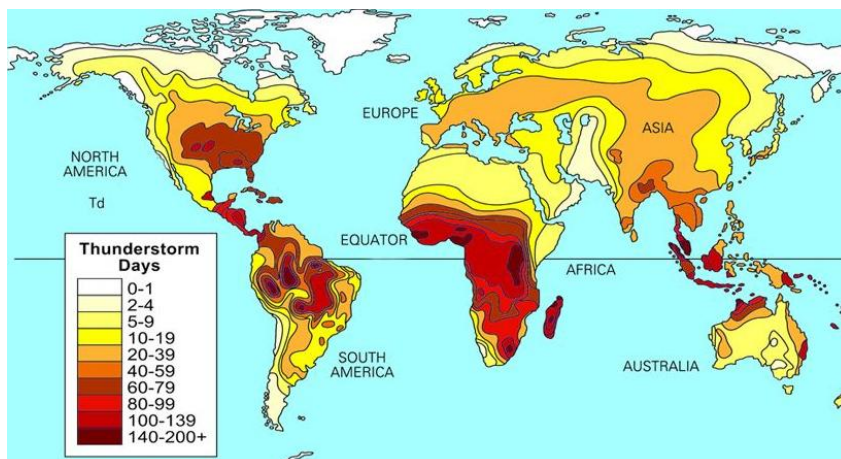 EUROPE
ASIA
NORTH
AMERICA
Td
EQUATOR
AFRICA
SOUTH
AMERICA
AUSTRALIA
Thunderstorm
Days
0-1
2-4
5-9
10-19
20-39
40-59
60-79
80-99
100-139
140-200+